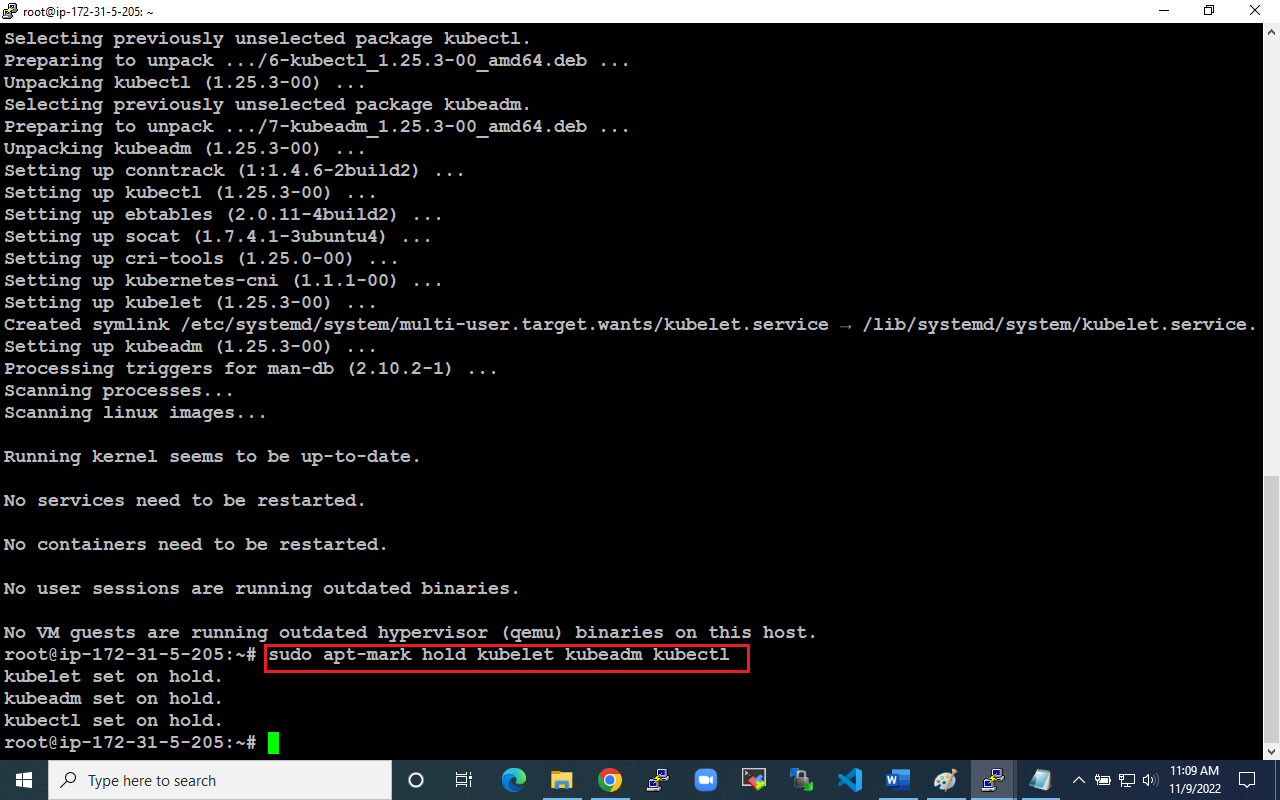 root@ip-172-31-5-205: ~
Selecting previously unselected package kubectl.
Preparing to unpack .../6-kubectl_1.25.3-00_amd64.deb ...
Unpacking kubectl (1.25.3-00) ...
Selecting previously unselected package kubeadm.
Preparing to unpack .../7-kubeadm_1.25.3-00_amd64.deb ...
Unpacking kubeadm (1.25.3-00) ...
Setting up conntrack (1:1.4.6-2build2) ...
Setting up kubectl (1.25.3-00) ...
Setting up ebtables (2.0.11-4build2) ...
Setting up socat (1.7.4.1-3ubuntu4) ...
Setting up cri-tools (1.25.0-00) ...
Setting up kubernetes-cni (1.1.1-00) ...
Setting up kubelet (1.25.3-00) ...
Created symlink /etc/systemd/system/multi-user.target.wants/kubelet.service → /lib/systemd/system/kubelet.service.
Setting up kubeadm (1.25.3-00) ...
Processing triggers for man-db (2.10.2-1) ...
Scanning processes...
Scanning linux images...
Running kernel seems to be up-to-date.
No services need to be restarted.
No containers need to be restarted.
No user sessions are running outdated binaries.
No VM guests are running outdated hypervisor (qemu) binaries on this host.
root@ip-172-31-5-205:~# sudo apt-mark hold kubelet kubeadm kubectl
kubelet set on hold.
kubeadm set on hold.
kubectl set on hold.
root@ip-172-31-5-205:~#
Type here to search
11:09 AM
11/9/2022